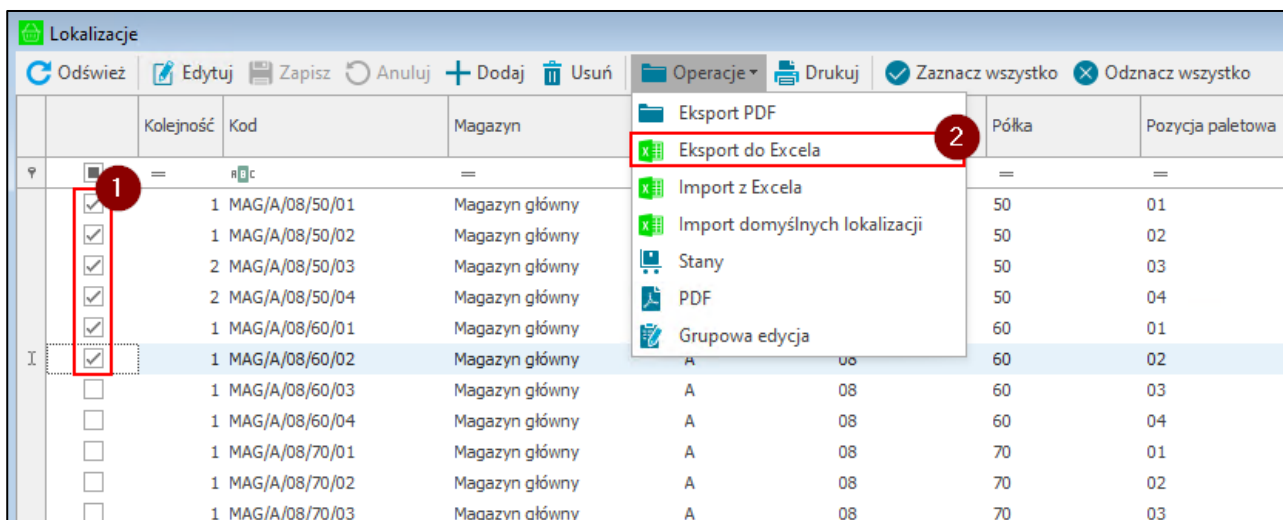 Lokalizacje
Odśwież Edytuj Zapisz Anuluj Dodaj Usuń Operacje Drukuj Zaznacz wszystko Odznacz wszystko
Kolejność Kod Magazyn Półka Pozycja paletowa
Eksport PDF
2
Eksport do Excela
Import z Excela
Import domyślnych lokalizacji
Stany
PDF
Grupowa edycja
= ABC = = =
1
1 MAG/A/08/50/01 Magazyn główny 50 01
1 MAG/A/08/50/02 Magazyn główny 50 02
2 MAG/A/08/50/03 Magazyn główny 50 03
2 MAG/A/08/50/04 Magazyn główny 50 04
1 MAG/A/08/60/01 Magazyn główny 60 01
1 MAG/A/08/60/02 Magazyn główny A 08 60 02
1 MAG/A/08/60/03 Magazyn główny A 08 60 03
1 MAG/A/08/60/04 Magazyn główny A 08 60 04
1 MAG/A/08/70/01 Magazyn główny A 08 70 01
1 MAG/A/08/70/02 Magazyn główny A 08 70 02
1 MAG/A/08/70/03 Magazyn główny A 08 70 03